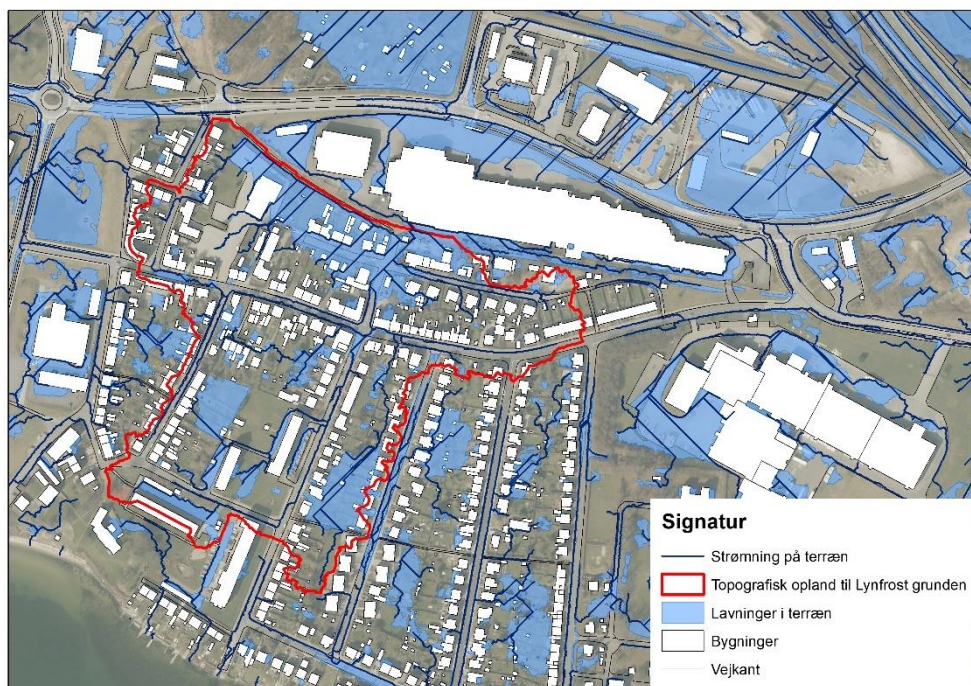 Signatur
Strømning på terræn
Topografisk opland til Lynfrost grunden
Lavninger i terræn
Bygninger
Vejkant